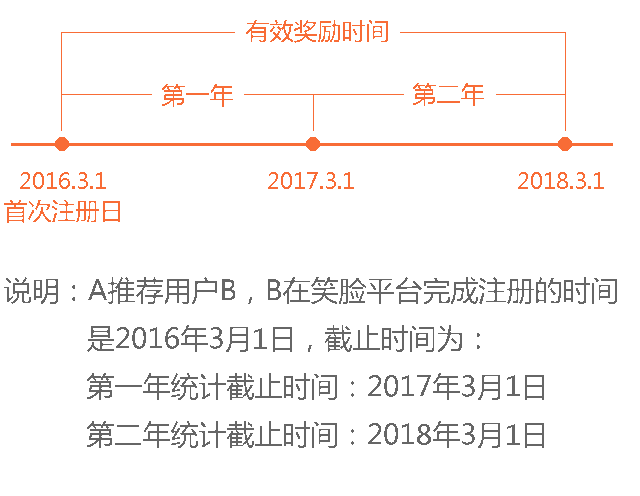 有效奖励时间
第一年
第二年
2016.3.1
2017.3.1
2018.3.1
首次注册日
说明：A推荐用户B，B在笑脸平台完成注册的时间
是2016年3月1日，截止时间为：
第一年统计截止时间：2017年3月1日
第二年统计截止时间：2018年3月1日